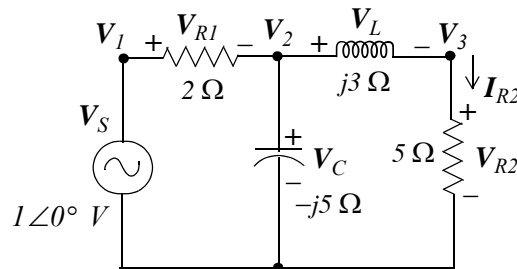 V1 + VR1 − V2 + VL − V3
2 Ω j3 Ω IR2
VS + +
VC 5 Ω VR2
− −
−j5 Ω
1∠0° V